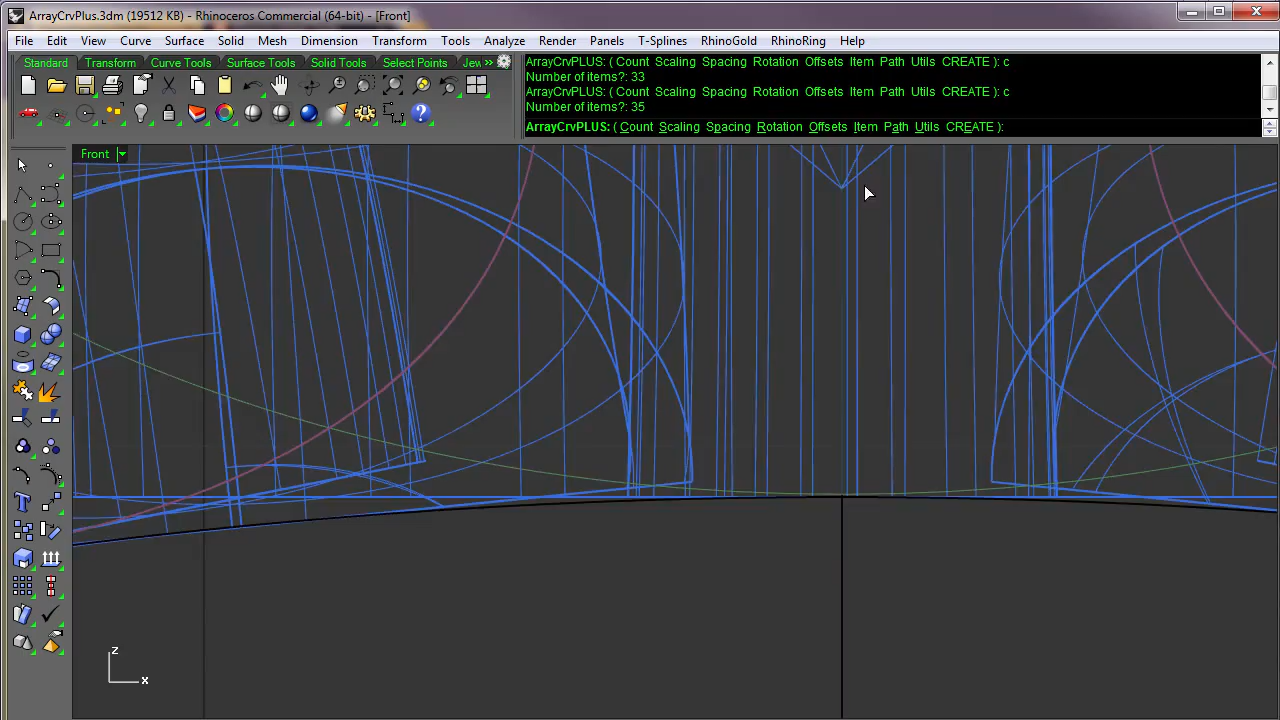 ArrayCrvPlus.3dm (19512 KB) - Rhinoceros Commercial (64-bit) - [Front]
File Edit View Curve Surface Solid Mesh Dimension Transform Tools Analyze Render Panels T-Splines RhinoGold RhinoRing Help
Standard Transform Curve Tools Surface Tools Solid Tools Select Points Jew »
ArrayCrvPLUS: ( Count Scaling Spacing Rotation Offsets Item Path Utils CREATE ): c
Number of items?: 33
ArrayCrvPLUS: ( Count Scaling Spacing Rotation Offsets Item Path Utils CREATE ): c
Number of items?: 35
ArrayCrvPLUS: ( Count Scaling Spacing Rotation Offsets Item Path Utils CREATE ):
Front
z
x